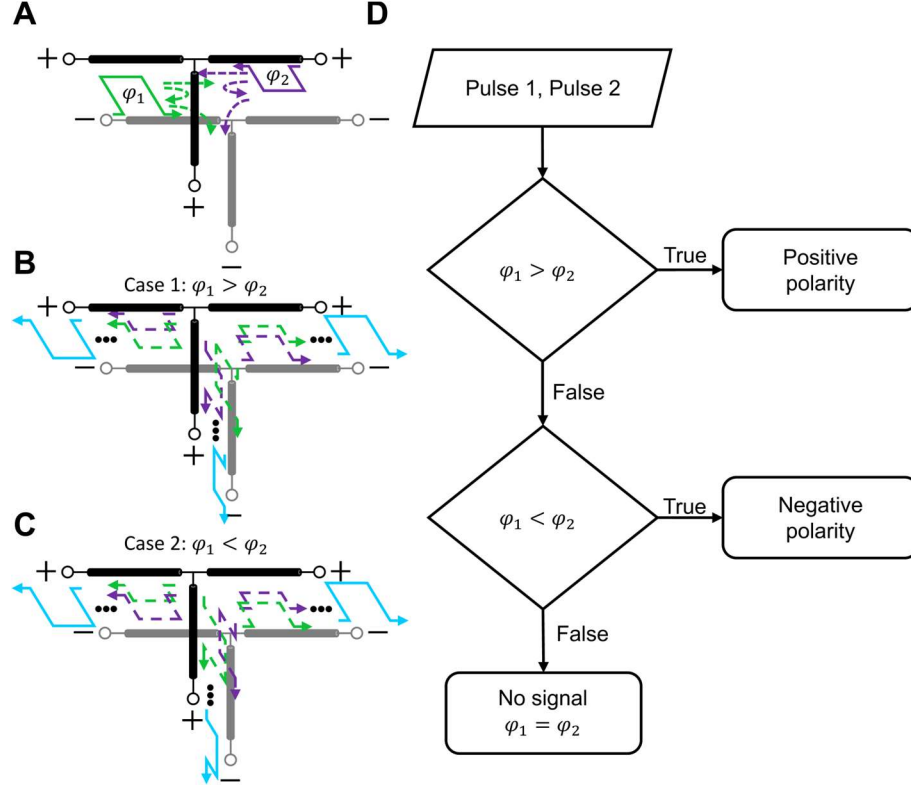 A
+
+
φ₁
φ₂
−
−
+
−
B
Case 1: φ₁ > φ₂
+
+
−
−
+
−
C
Case 2: φ₁ < φ₂
+
+
−
−
+
−
D
Pulse 1, Pulse 2
φ₁ > φ₂
True
Positive
polarity
False
φ₁ < φ₂
True
Negative
polarity
False
No signal
φ₁ = φ₂